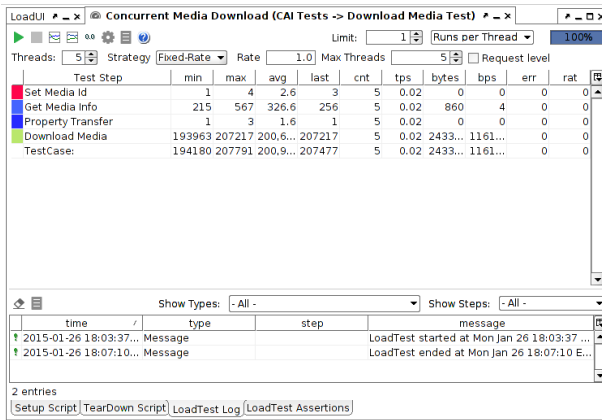 LoadUI Concurrent Media Download (CAI Tests -> Download Media Test)
0.0 ? Limit: 1 Runs per Thread 100%
Threads: 5 Strategy Fixed-Rate Rate 1.0 Max Threads 5 Request level
Test Step min max avg last cnt tps bytes bps err rat
Set Media Id 1 4 2.6 3 5 0.02 0 0 0 0
Get Media Info 215 567 326.6 256 5 0.02 860 4 0 0
Property Transfer 1 3 1.6 1 5 0.02 0 0 0 0
Download Media 193963 207217 200,6... 207217 5 0.02 2433... 1161... 0 0
TestCase: 194180 207791 200,9... 207477 5 0.02 2433... 1161... 0 0
Show Types: - All - Show Steps: - All -
time / type step message
2015-01-26 18:03:37... Message LoadTest started at Mon Jan 26 18:03:37 ...
2015-01-26 18:07:10... Message LoadTest ended at Mon Jan 26 18:07:10 E...
2 entries
Setup Script TearDown Script LoadTest Log LoadTest Assertions